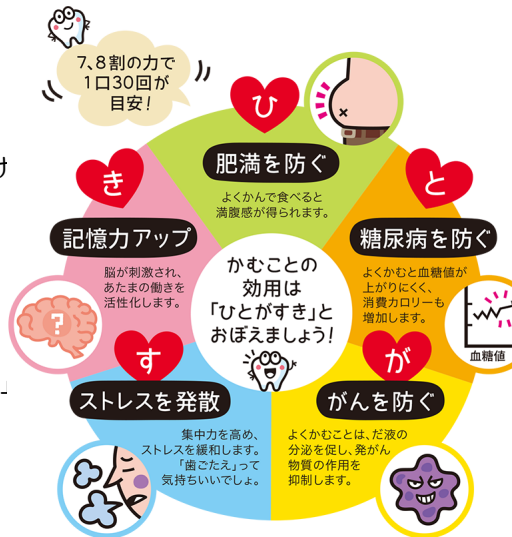 7、8割の力で
1口30回が
目安!
ひ
肥満を防ぐ
よくかんで食べると
満腹感が得られます。
と
糖尿病を防ぐ
よくかむと血糖値が
上がりにくく、
消費カロリーも
増加します。
血糖値
が
がんを防ぐ
よくかむことは、だ液の
分泌を促し、発がん
物質の作用を
抑制します。
す
ストレスを発散
集中力を高め、
ストレスを緩和します。
「歯ごたえ」って
気持ちいいでしょ。
き
記憶力アップ
脳が刺激され、
あたまの働きを
活性化します。
?
かむことの
効用は
「ひとがすき」と
おぼえましょう!